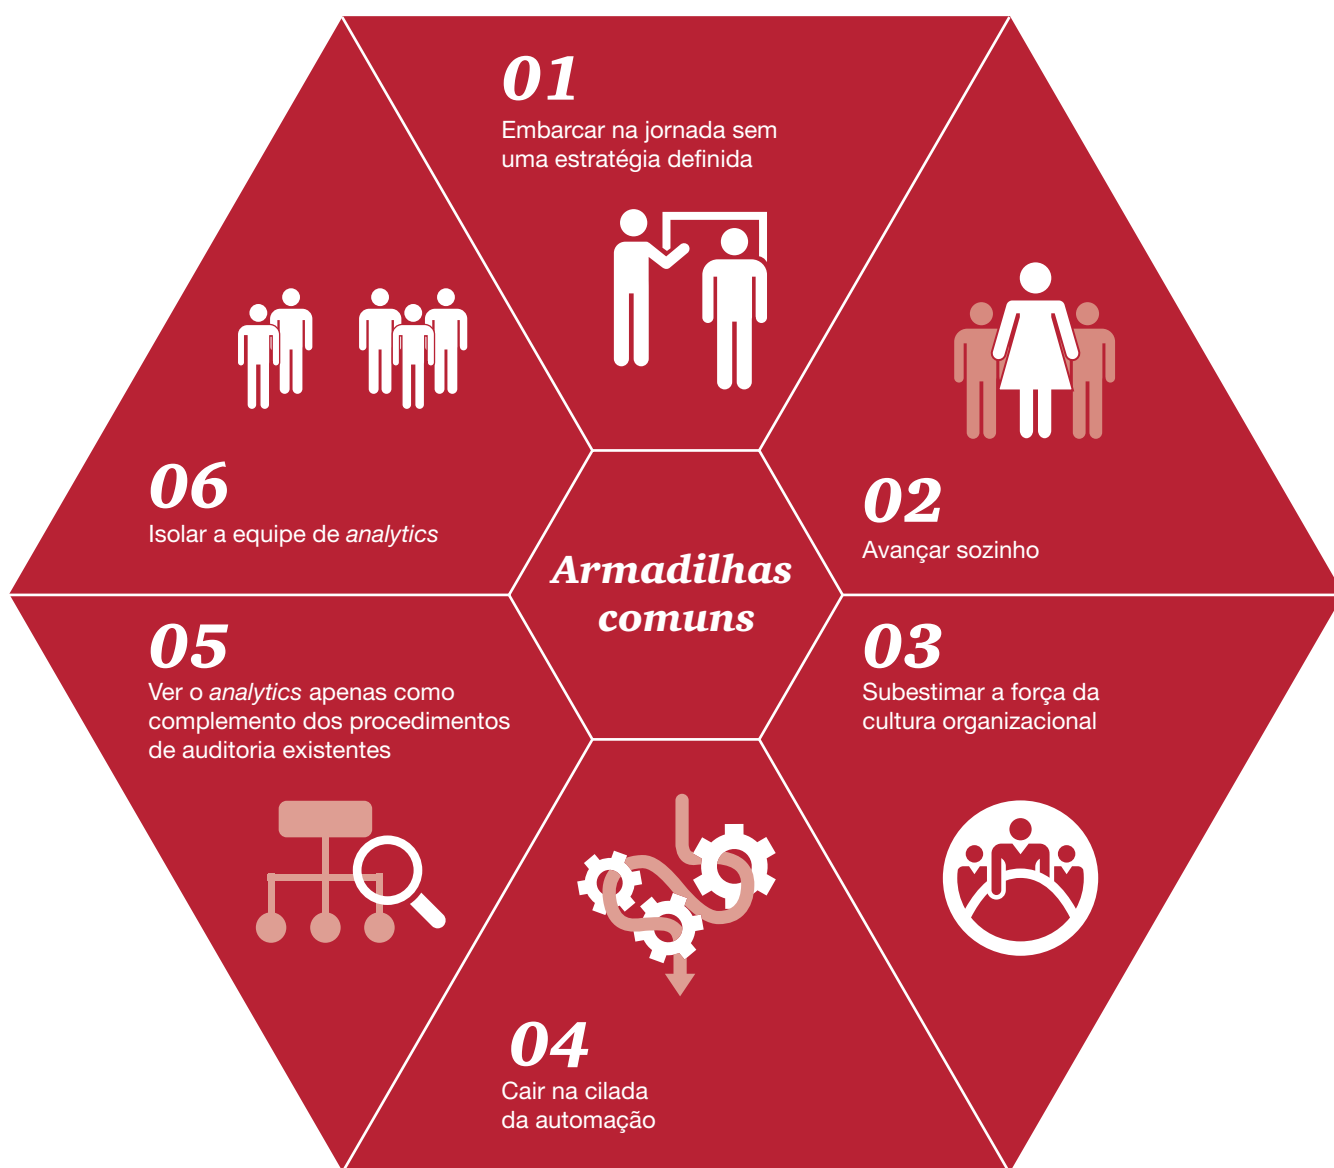 Armadilhas
comuns
01
Embarcar na jornada sem
uma estratégia definida
02
Avançar sozinho
03
Subestimar a força da
cultura organizacional
04
Cair na cilada
da automação
05
Ver o analytics apenas como
complemento dos procedimentos
de auditoria existentes
06
Isolar a equipe de analytics